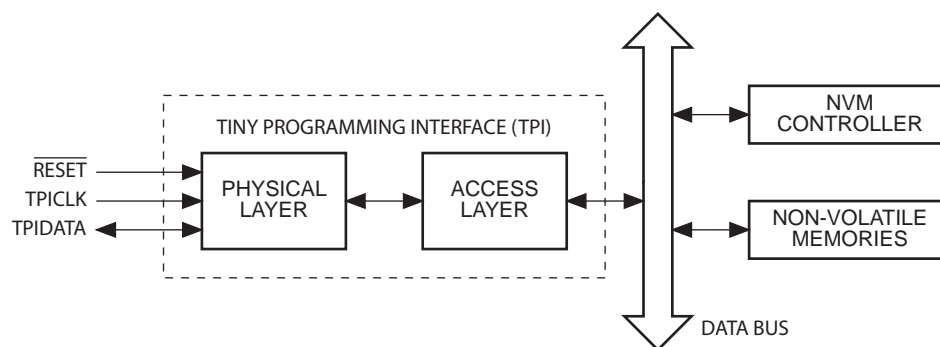 NVM
CONTROLLER
TINY PROGRAMMING INTERFACE (TPI)
RESET
TPICLK
TPIDATA
PHYSICAL
LAYER
ACCESS
LAYER
NON-VOLATILE
MEMORIES
DATA BUS